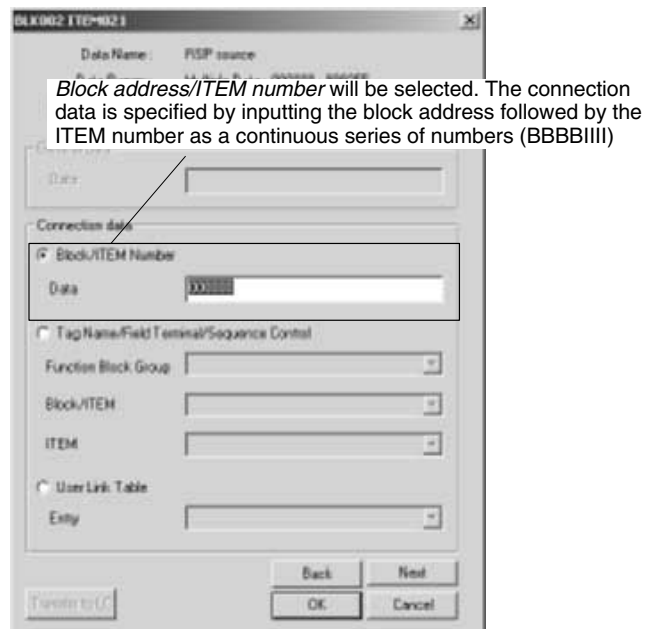 BLK002 ITEM021
Data Name : RSP source
Block address/ITEM number will be selected. The connection
data is specified by inputting the block address followed by the
ITEM number as a continuous series of numbers (BBBBIIII)
Data
Connection data
Block/ITEM Number
Data
Tag Name/Field Terminal/Sequence Control
Function Block Group
Block/ITEM
ITEM
User Link Table
Entry
Back Next
Transfer to LC OK Cancel